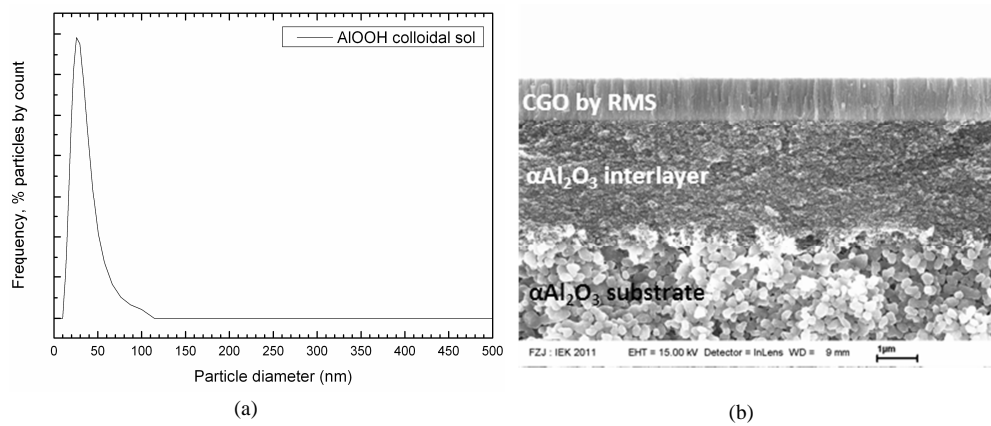 AlOOH colloidal sol
Frequency, % particles by count
0 50 100 150 200 250 300 350 400 450 500
Particle diameter (nm)
(a)
CGO by RMS
αAl₂O₃ interlayer
αAl₂O₃ substrate
FZJ : IEK 2011 EHT = 15.00 kV Detector = InLens WD = 9 mm 1µm
(b)